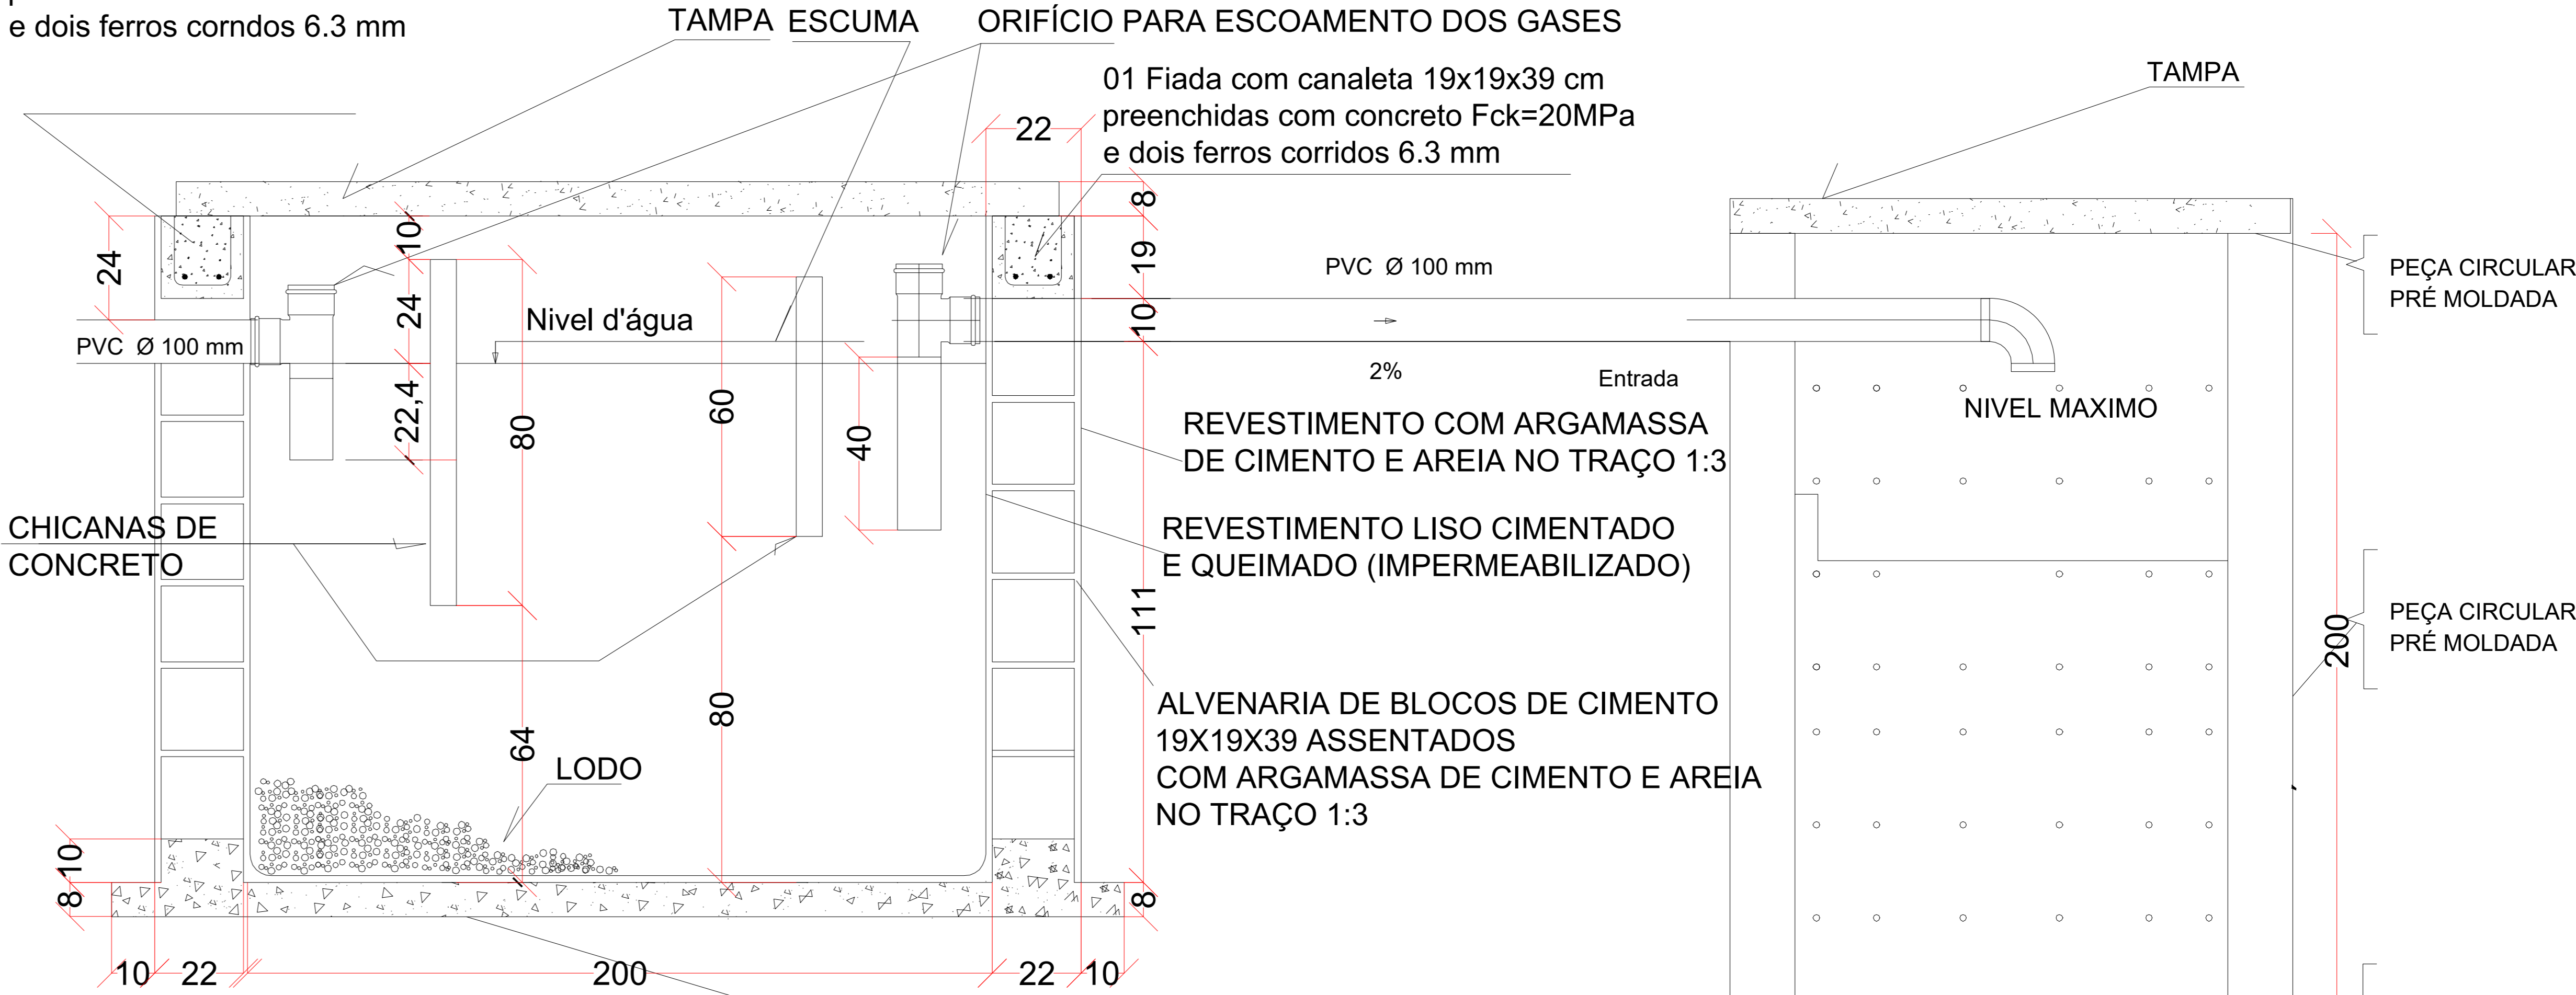 e dois ferros corndos 6.3 mm
TAMPA
ESCUMA
ORIFÍCIO PARA ESCOAMENTO DOS GASES
01 Fiada com canaleta 19x19x39 cm
preenchidas com concreto Fck=20MPa
e dois ferros corridos 6.3 mm
TAMPA
22
8
24
10
19
PVC Ø 100 mm
PEÇA CIRCULAR
PRÉ MOLDADA
24
Nivel d'água
10
PVC Ø 100 mm
2%
Entrada
22,4
80
60
40
NIVEL MAXIMO
REVESTIMENTO COM ARGAMASSA
DE CIMENTO E AREIA NO TRAÇO 1:3
CHICANAS DE
CONCRETO
REVESTIMENTO LISO CIMENTADO
E QUEIMADO (IMPERMEABILIZADO)
111
200
PEÇA CIRCULAR
PRÉ MOLDADA
80
64
LODO
ALVENARIA DE BLOCOS DE CIMENTO
19X19X39 ASSENTADOS
COM ARGAMASSA DE CIMENTO E AREIA
NO TRAÇO 1:3
10
8
8
10
22
200
22
10